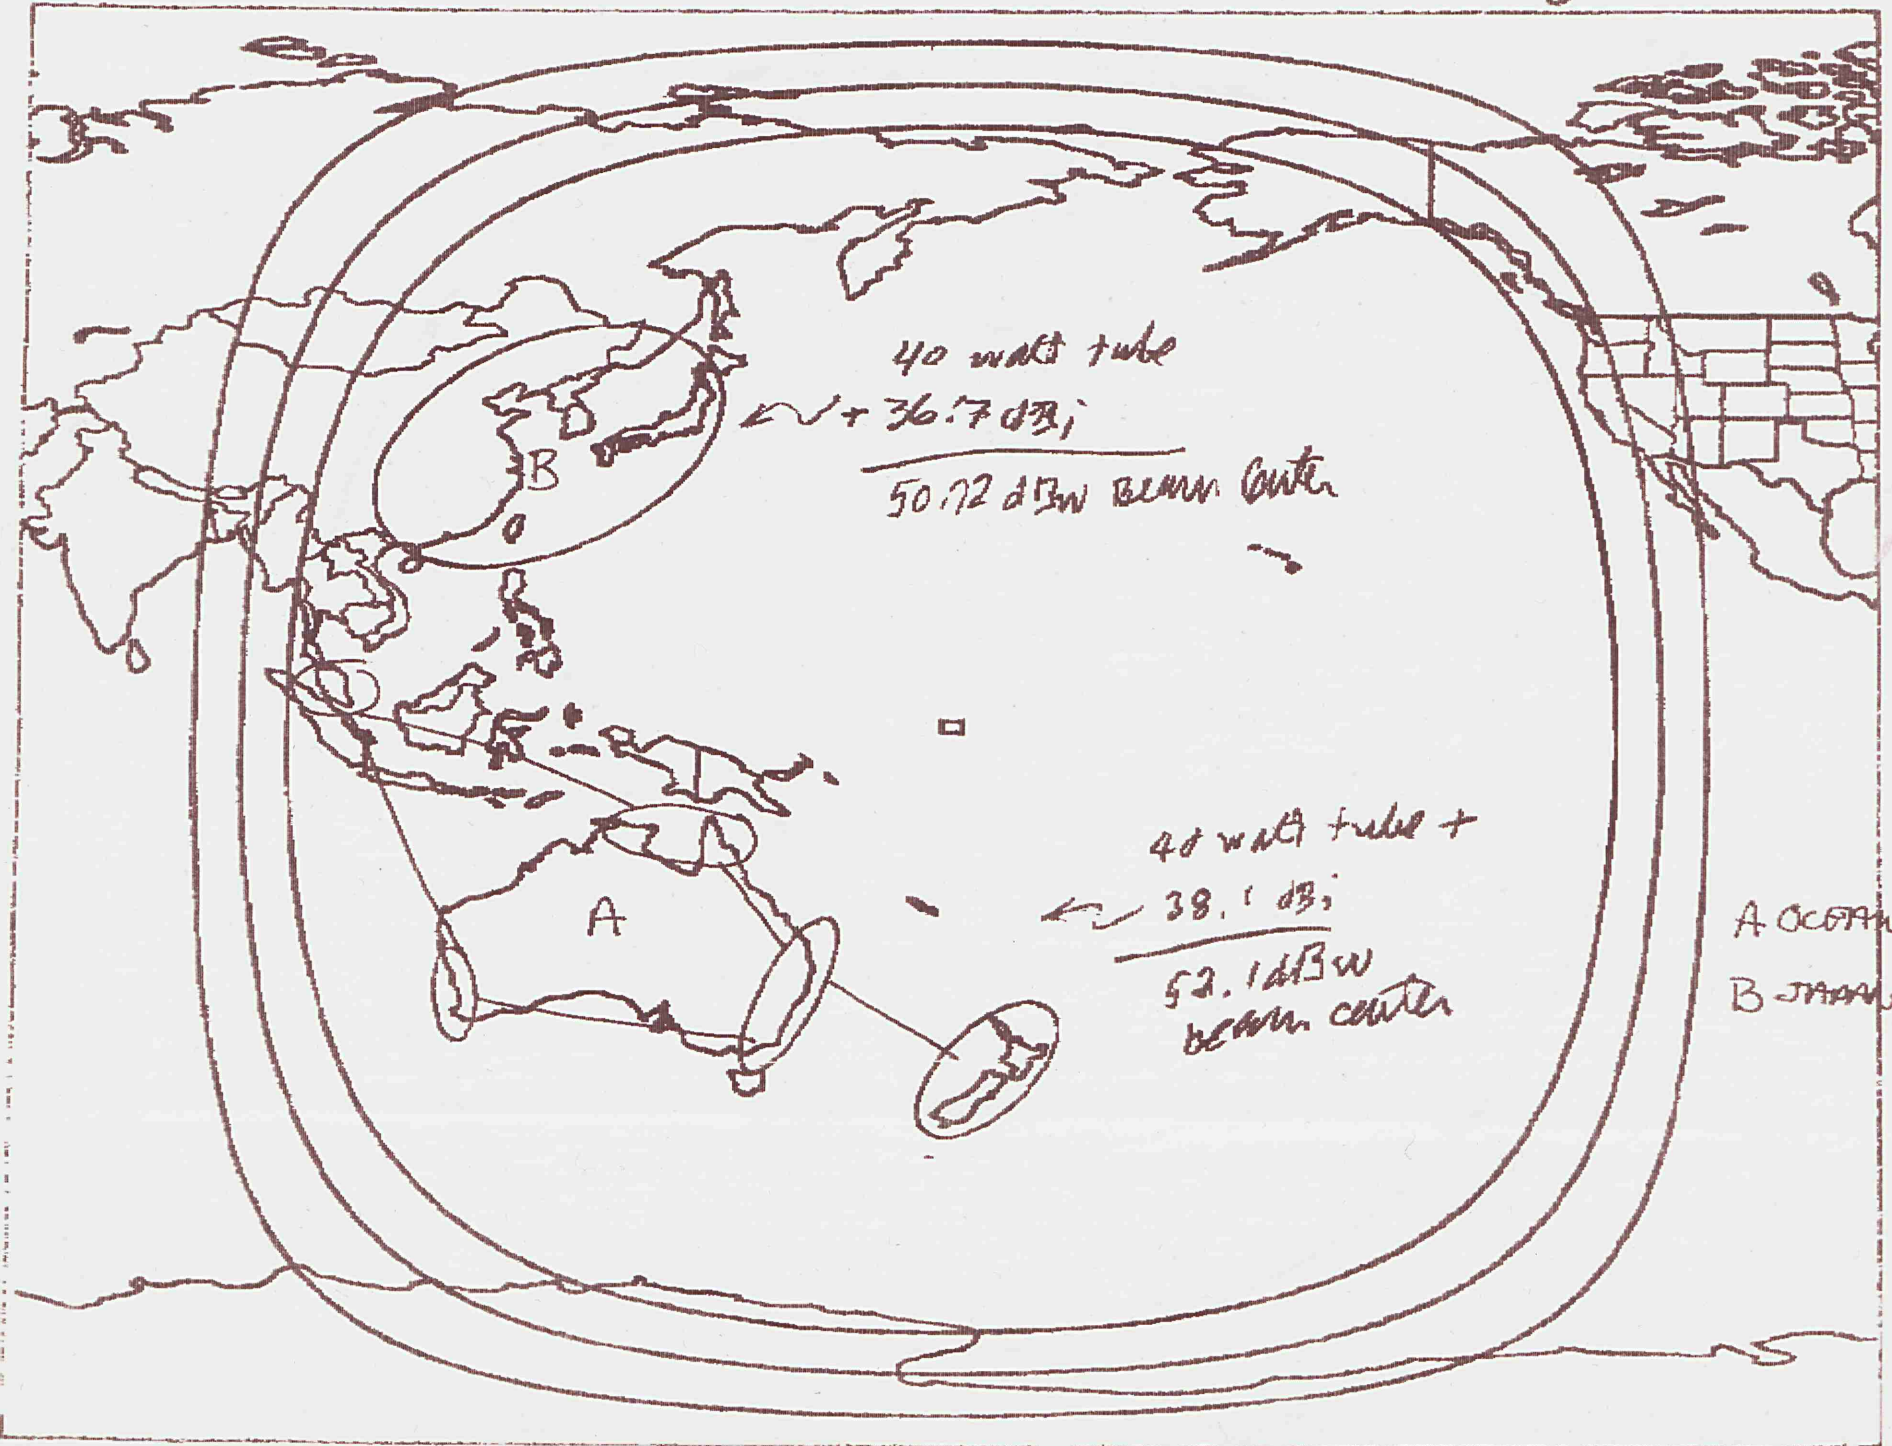 40 watt tube
+ 36.7 dBi
50.72 dBw Beam Center
B
A
40 watt tube +
38.1 dBi
52.1 dBw
beam center
A OCEAN
B JAPAN